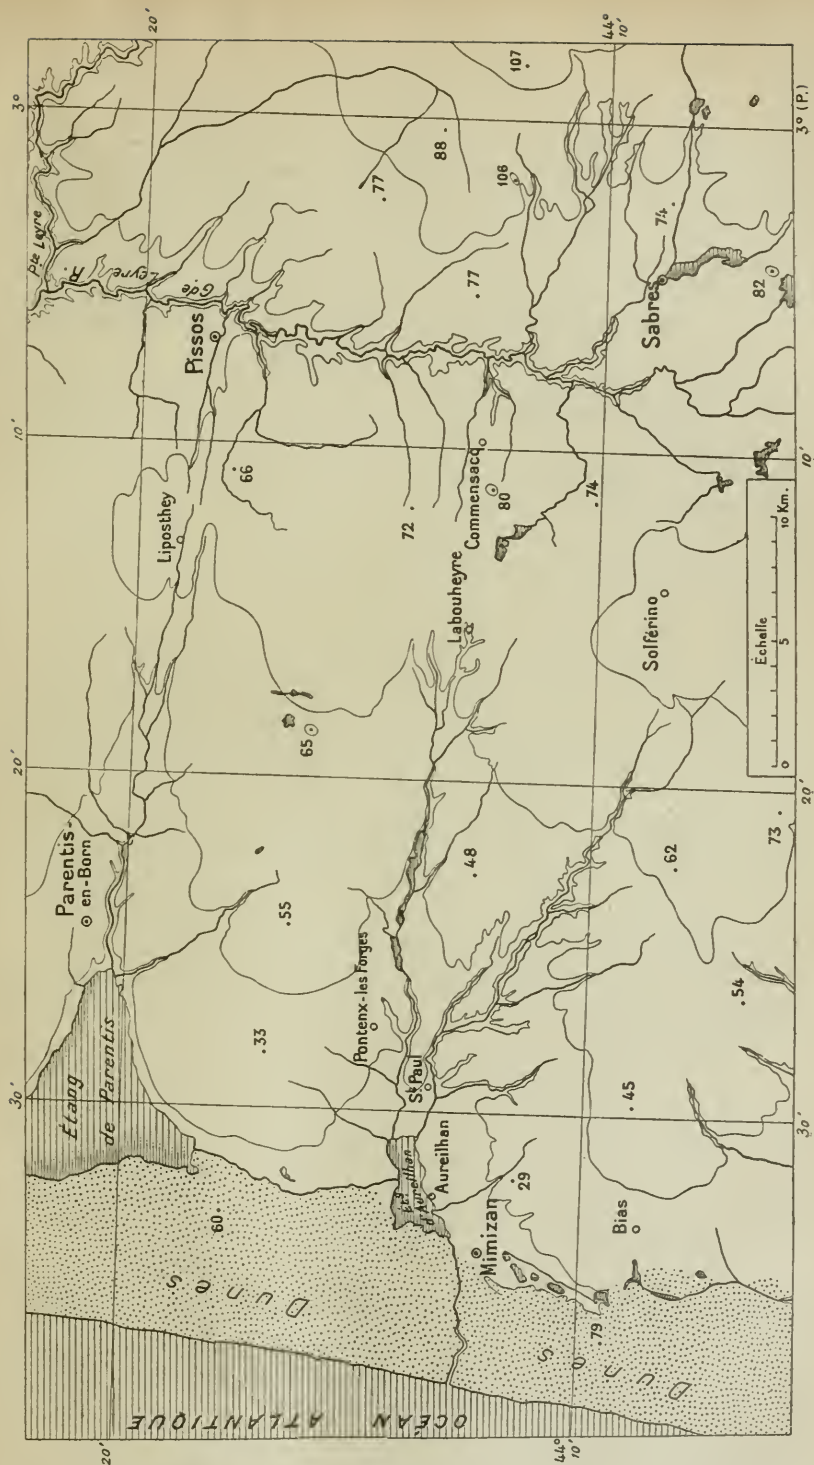 30'
20'
10'
3°
Pte Leyre
R.
Leyre
Gde
Étang
de Parentis
Parentis-
en-Born
20'
20'
Liposthey
Pissos
60
33
55
65
66
77
88
Dunes
OCÉAN ATLANTIQUE
Pontenx-les Forges
St Paul
Etg
d'Aureilhan
Aureilhan
72
Labouheyre
Commensacq
80
77
106
107
48
Mimizan
29
74
44°
10'
44°
10'
79
Bias
45
62
Solférino
Sabres
74
Dunes
54
73
82
Échelle
0
5
10 Km.
30'
20'
10'
3° (P.)